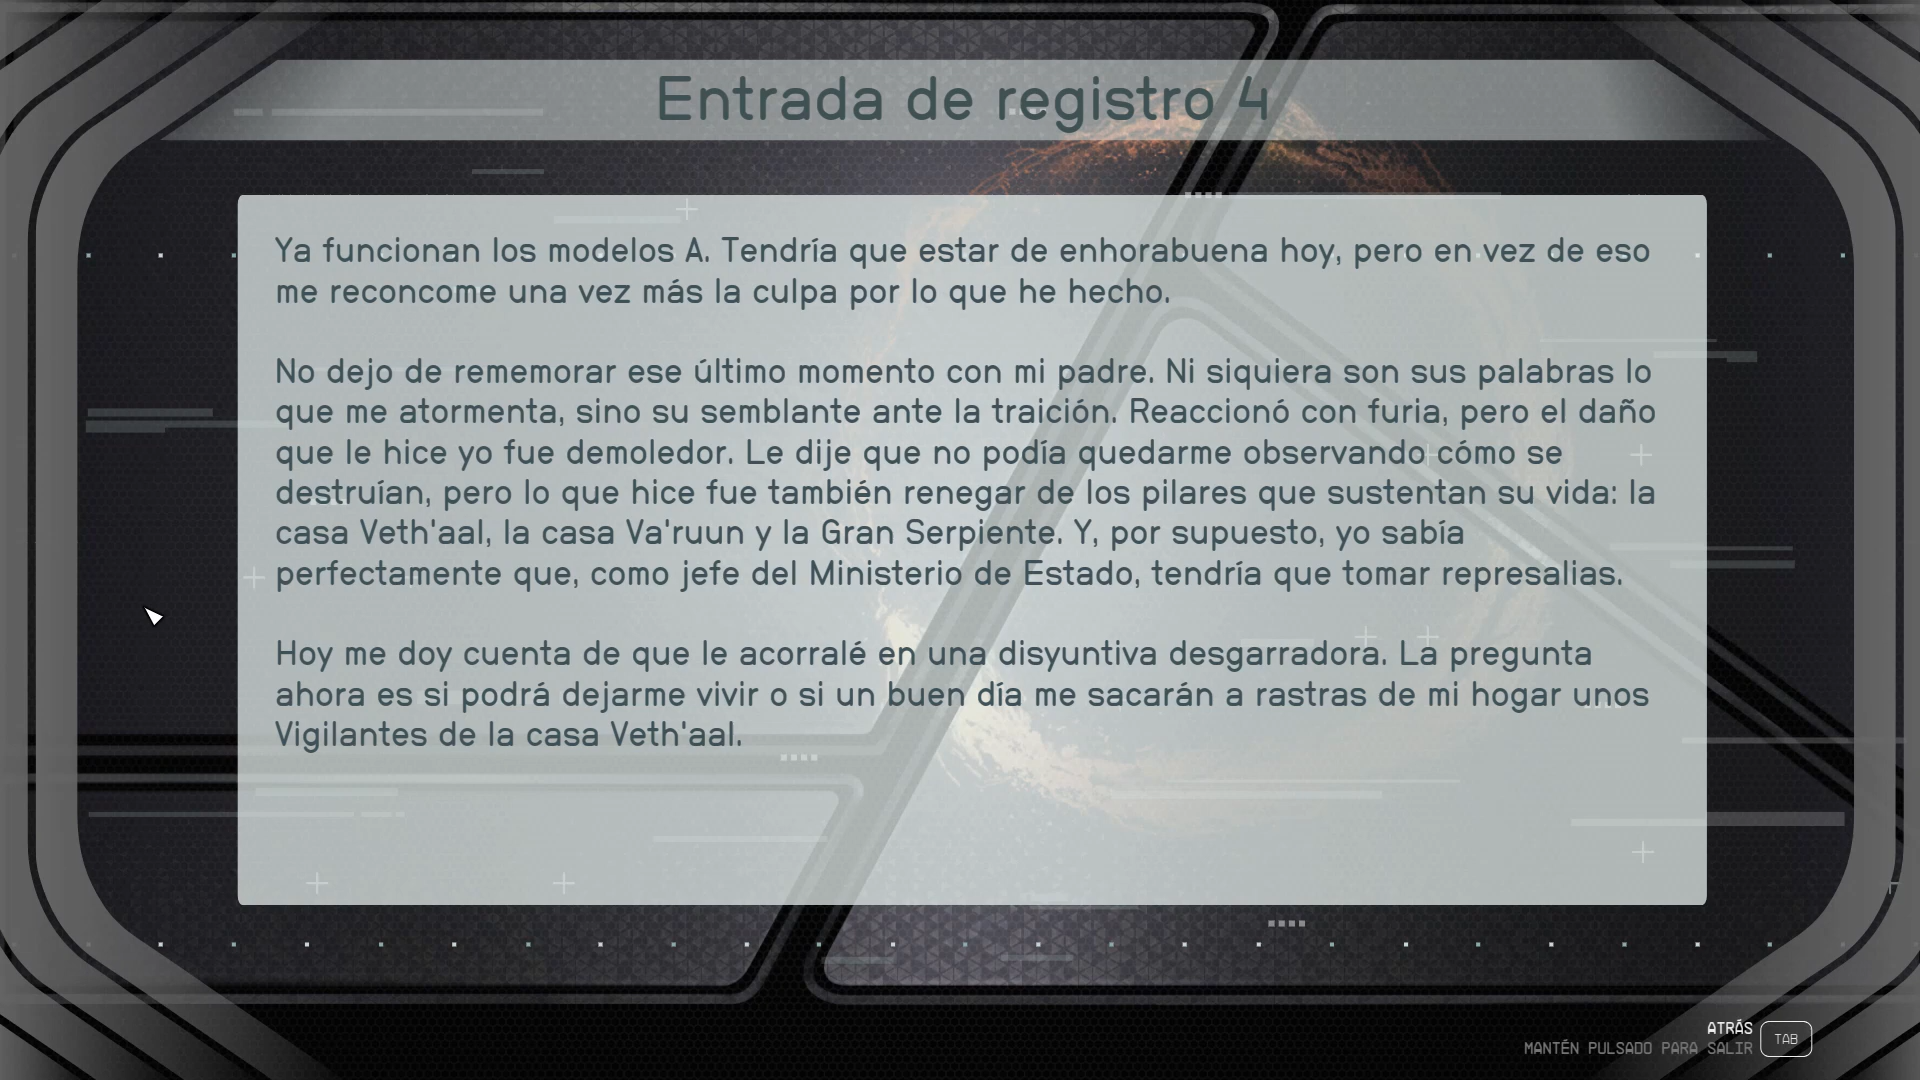 Entrada de registro 4
Ya funcionan los modelos A. Tendría que estar de enhorabuena hoy, pero en vez de eso
me reconcome una vez más la culpa por lo que he hecho.
No dejo de rememorar ese último momento con mi padre. Ni siquiera son sus palabras lo
que me atormenta, sino su semblante ante la traición. Reaccionó con furia, pero el daño
que le hice yo fue demoledor. Le dije que no podía quedarme observando cómo se
destruían, pero lo que hice fue también renegar de los pilares que sustentan su vida: la
casa Veth'aal, la casa Va'ruun y la Gran Serpiente. Y, por supuesto, yo sabía
perfectamente que, como jefe del Ministerio de Estado, tendría que tomar represalias.
Hoy me doy cuenta de que le acorralé en una disyuntiva desgarradora. La pregunta
ahora es si podrá dejarme vivir o si un buen día me sacarán a rastras de mi hogar unos
Vigilantes de la casa Veth'aal.
ATRÁS
TAB
MANTÉN PULSADO PARA SALIR